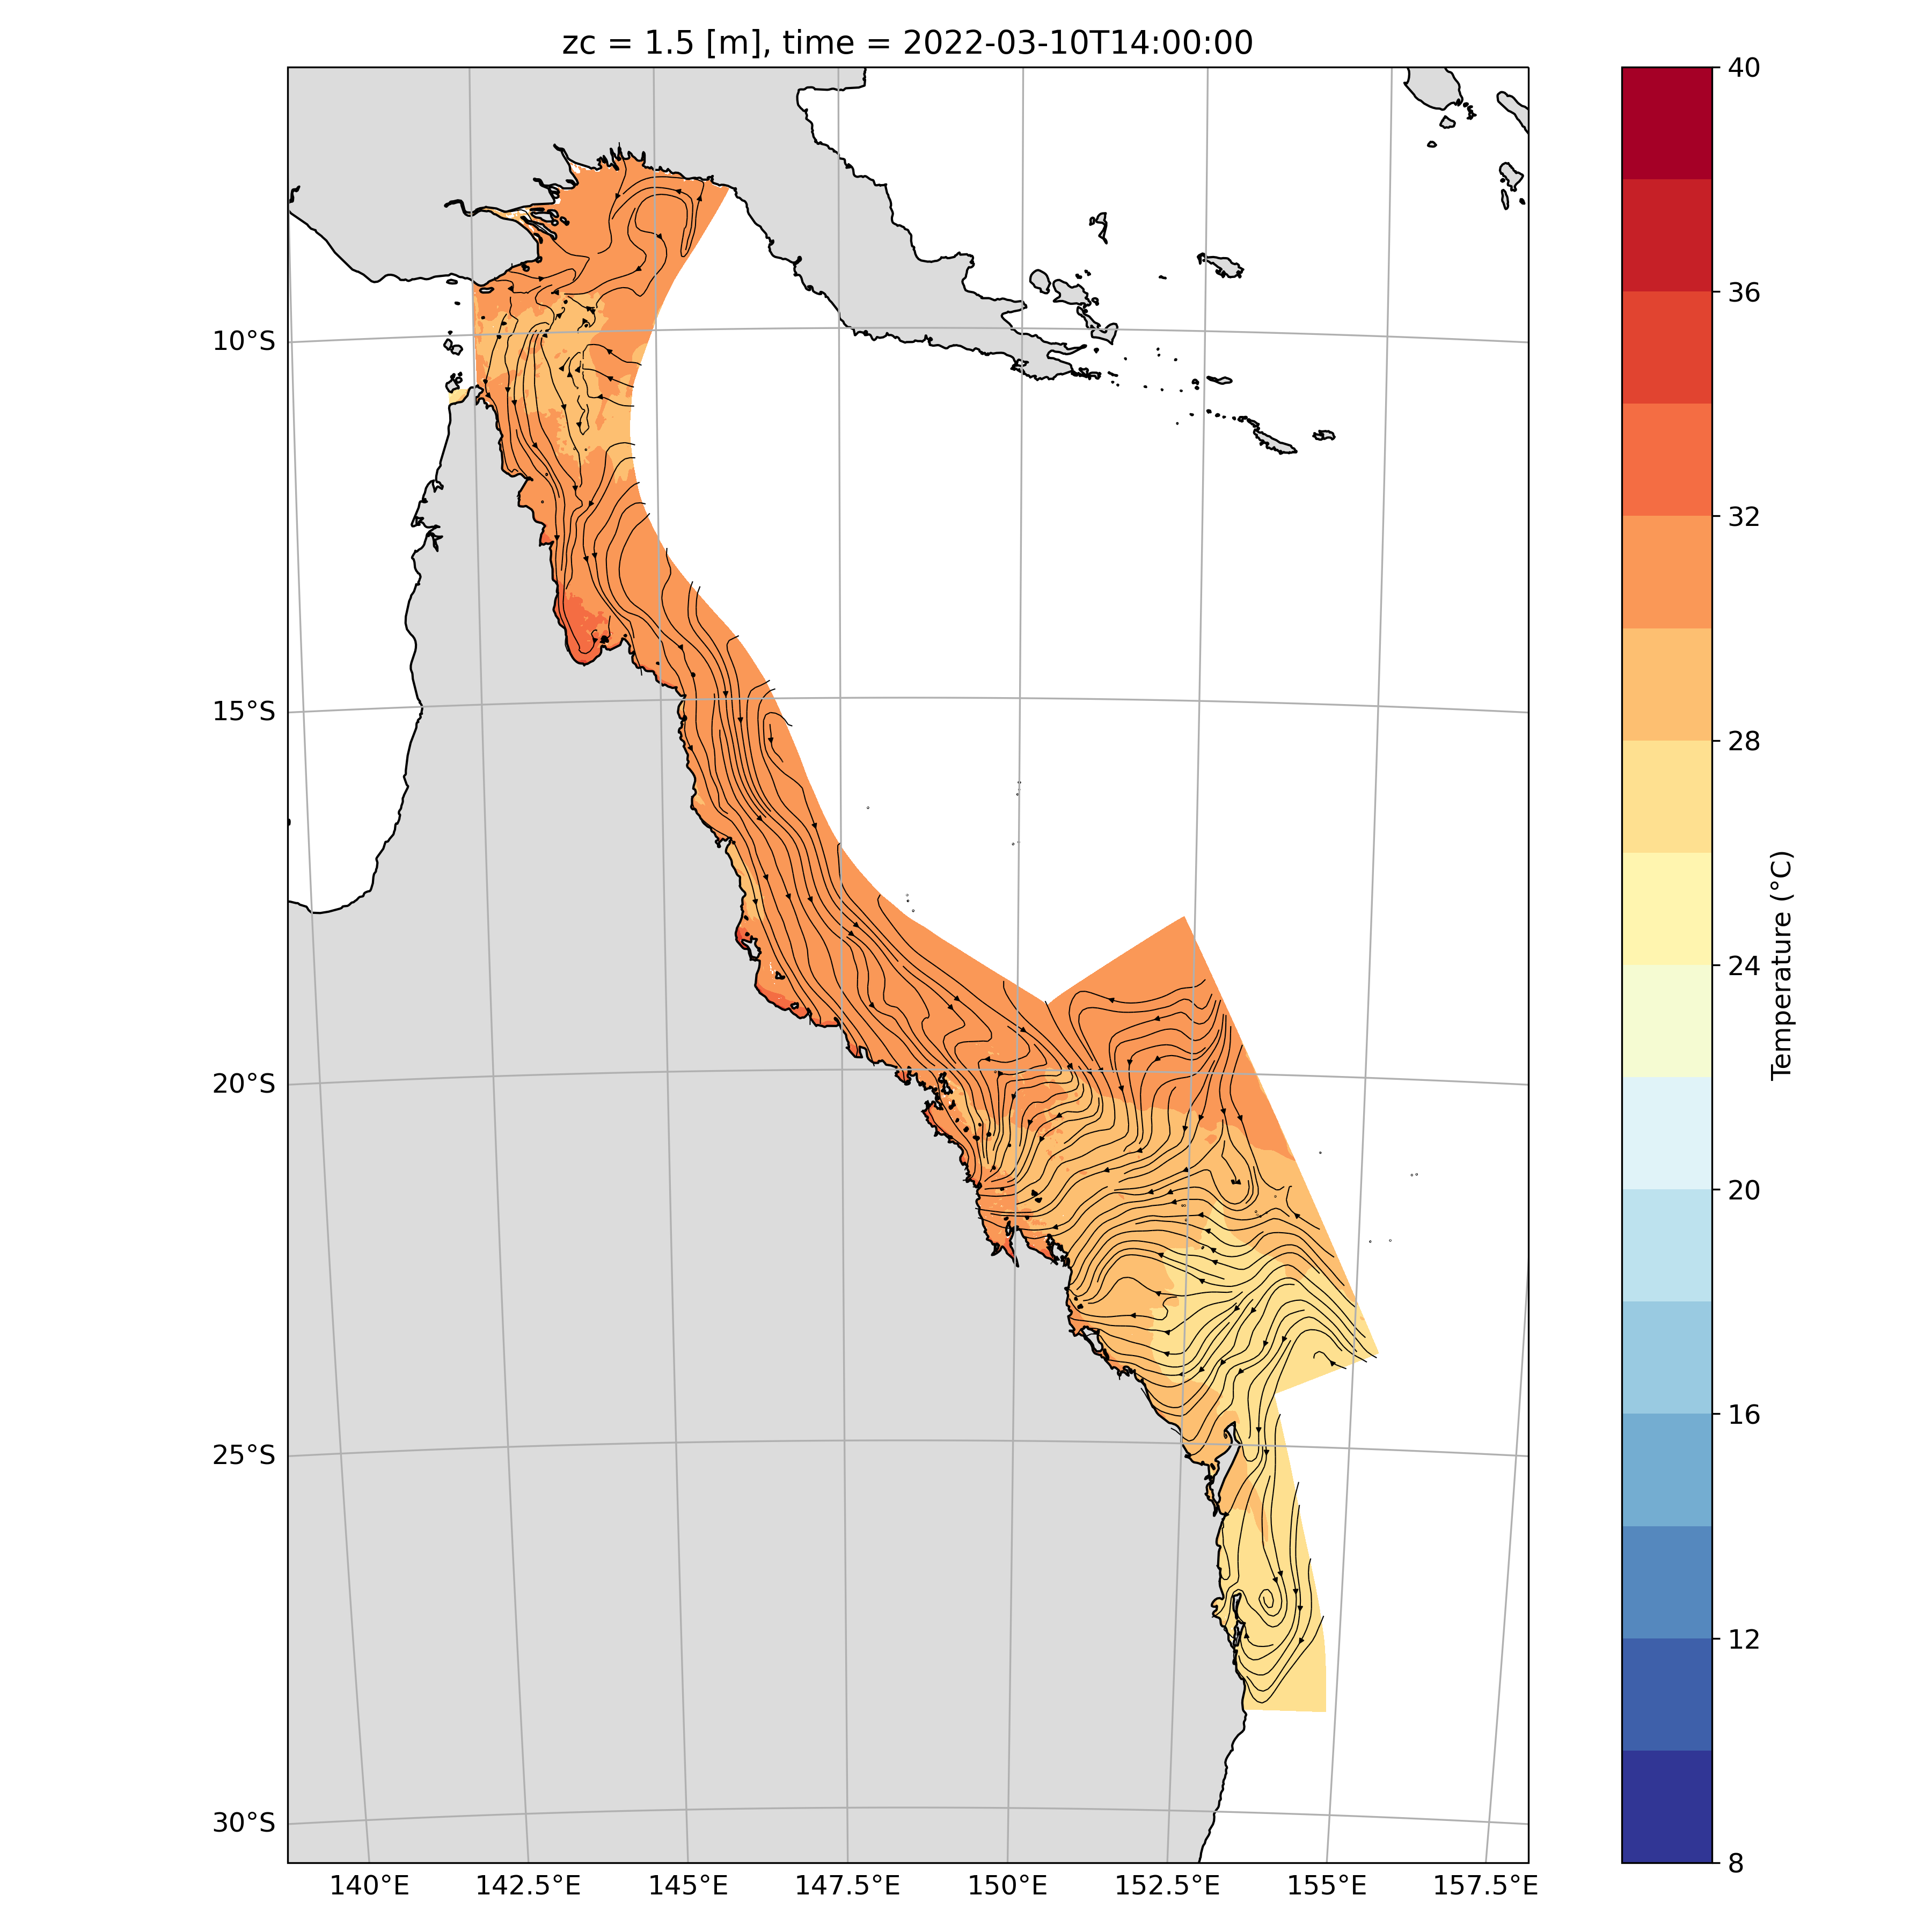 zc = 1.5 [m], time = 2022-03-10T14:00:00
10°S
15°S
20°S
25°S
30°S
140°E 142.5°E 145°E 147.5°E 150°E 152.5°E 155°E 157.5°E
40
36
32
28
24
20
16
12
8
Temperature (°C)